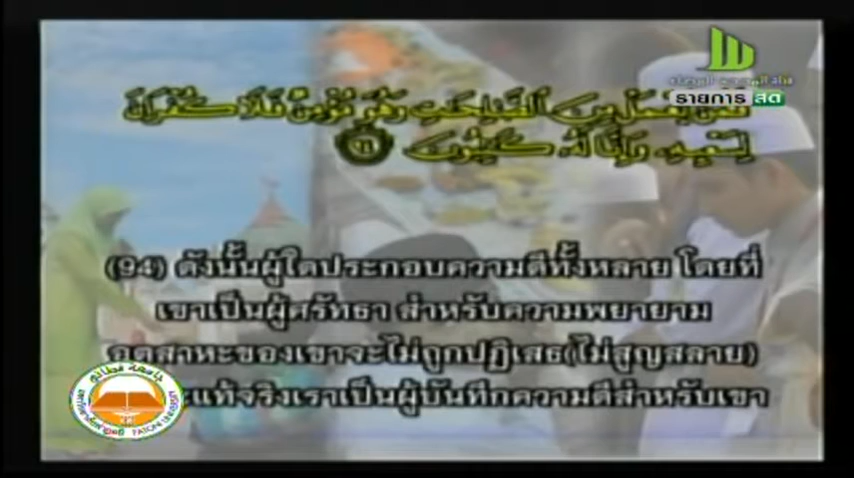 รายการ สด
فَمَن يَعْمَلْ مِنَ ٱلصَّٰلِحَٰتِ وَهُوَ مُؤْمِنٌ فَلَا كُفْرَانَ
لِسَعْيِهِۦ وَإِنَّا لَهُۥ كَٰتِبُونَ ٩٤
(94) ดังนั้นผู้ใดประกอบความดีทั้งหลาย โดยที่
เขาเป็นผู้ศรัทธา สำหรับความพยายาม
อุตสาหะของเขาจะไม่ถูกปฏิเสธ(ไม่สูญสลาย)
แท้จริงเราเป็นผู้บันทึกความดีสำหรับเขา
جامعة فطاني